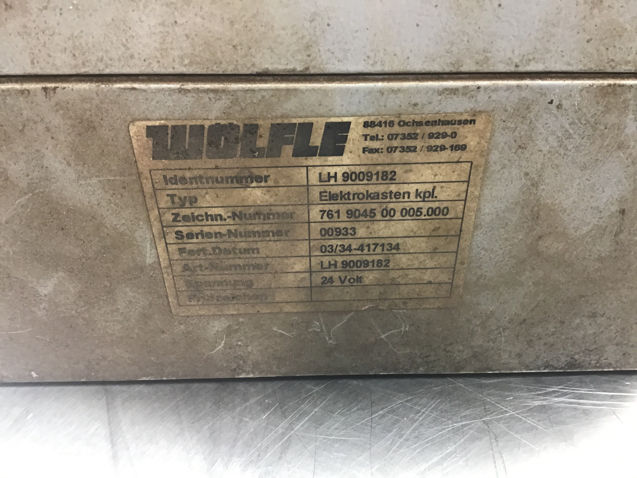 WÖLFLE
88416 Ochsenhausen
Tel.: 07352 / 929-0
Fax: 07352 / 929-169
Identnummer LH 9009182
Typ Elektrokasten kpl.
Zeichn.-Nummer 761 9045 00 005.000
Serien-Nummer 00933
Fert.Datum 03/34-417134
Art-Nummer LH 9009182
Spannung 24 Volt
Prüfzeichen